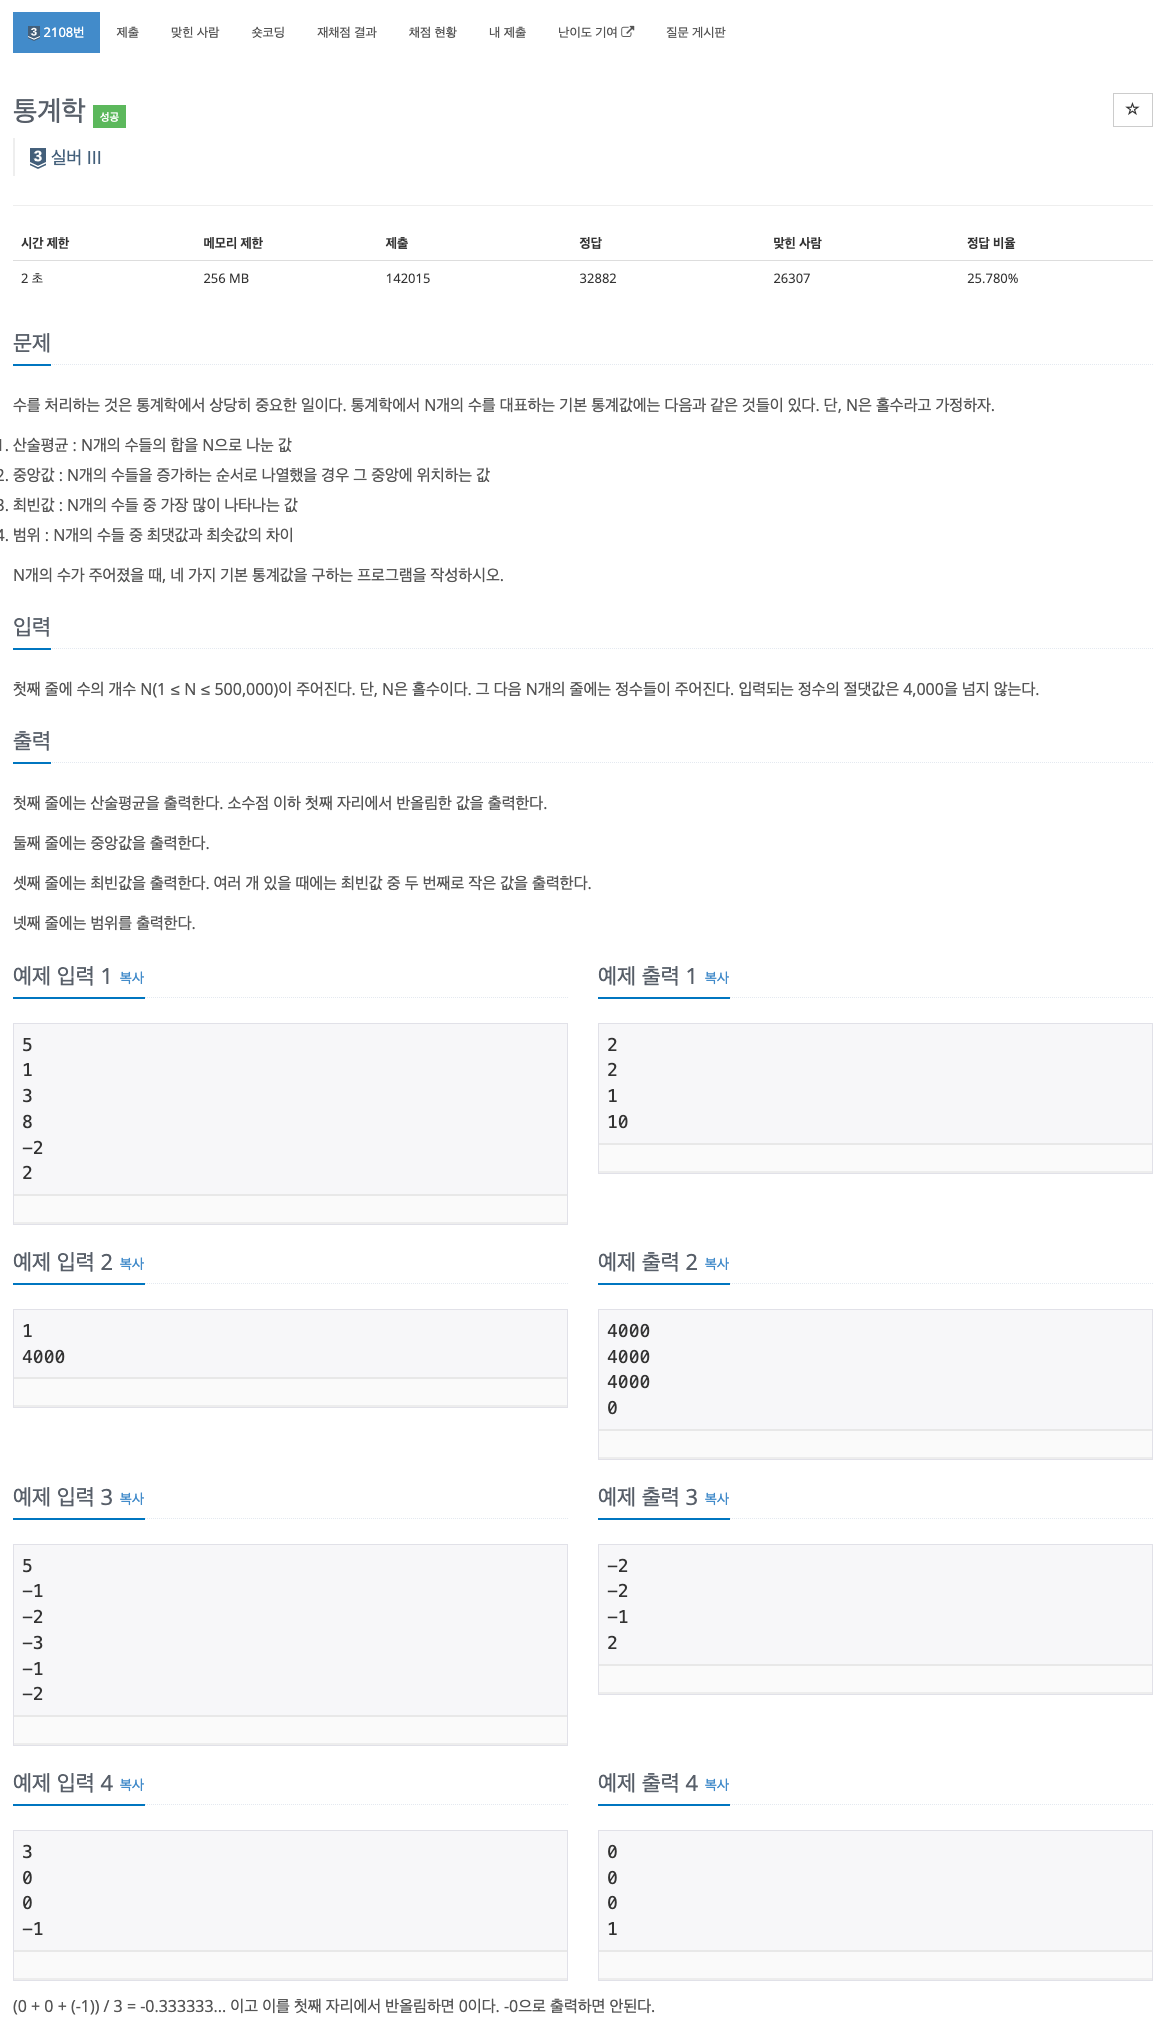 3 2108번 제출 맞힌 사람 숏코딩 재채점 결과 채점 현황 내 제출 난이도 기여 질문 게시판
통계학 성공 ☆
3 실버 III
시간 제한 메모리 제한 제출 정답 맞힌 사람 정답 비율
2 초 256 MB 142015 32882 26307 25.780%
문제
수를 처리하는 것은 통계학에서 상당히 중요한 일이다. 통계학에서 N개의 수를 대표하는 기본 통계값에는 다음과 같은 것들이 있다. 단, N은 홀수라고 가정하자.
1. 산술평균 : N개의 수들의 합을 N으로 나눈 값
2. 중앙값 : N개의 수들을 증가하는 순서로 나열했을 경우 그 중앙에 위치하는 값
3. 최빈값 : N개의 수들 중 가장 많이 나타나는 값
4. 범위 : N개의 수들 중 최댓값과 최솟값의 차이
N개의 수가 주어졌을 때, 네 가지 기본 통계값을 구하는 프로그램을 작성하시오.
입력
첫째 줄에 수의 개수 N(1 ≤ N ≤ 500,000)이 주어진다. 단, N은 홀수이다. 그 다음 N개의 줄에는 정수들이 주어진다. 입력되는 정수의 절댓값은 4,000을 넘지 않는다.
출력
첫째 줄에는 산술평균을 출력한다. 소수점 이하 첫째 자리에서 반올림한 값을 출력한다.
둘째 줄에는 중앙값을 출력한다.
셋째 줄에는 최빈값을 출력한다. 여러 개 있을 때에는 최빈값 중 두 번째로 작은 값을 출력한다.
넷째 줄에는 범위를 출력한다.
예제 입력 1 복사
5
1
3
8
-2
2
예제 출력 1 복사
2
2
1
10
예제 입력 2 복사
1
4000
예제 출력 2 복사
4000
4000
4000
0
예제 입력 3 복사
5
-1
-2
-3
-1
-2
예제 출력 3 복사
-2
-2
-1
2
예제 입력 4 복사
3
0
0
-1
예제 출력 4 복사
0
0
0
1
(0 + 0 + (-1)) / 3 = -0.333333... 이고 이를 첫째 자리에서 반올림하면 0이다. -0으로 출력하면 안된다.